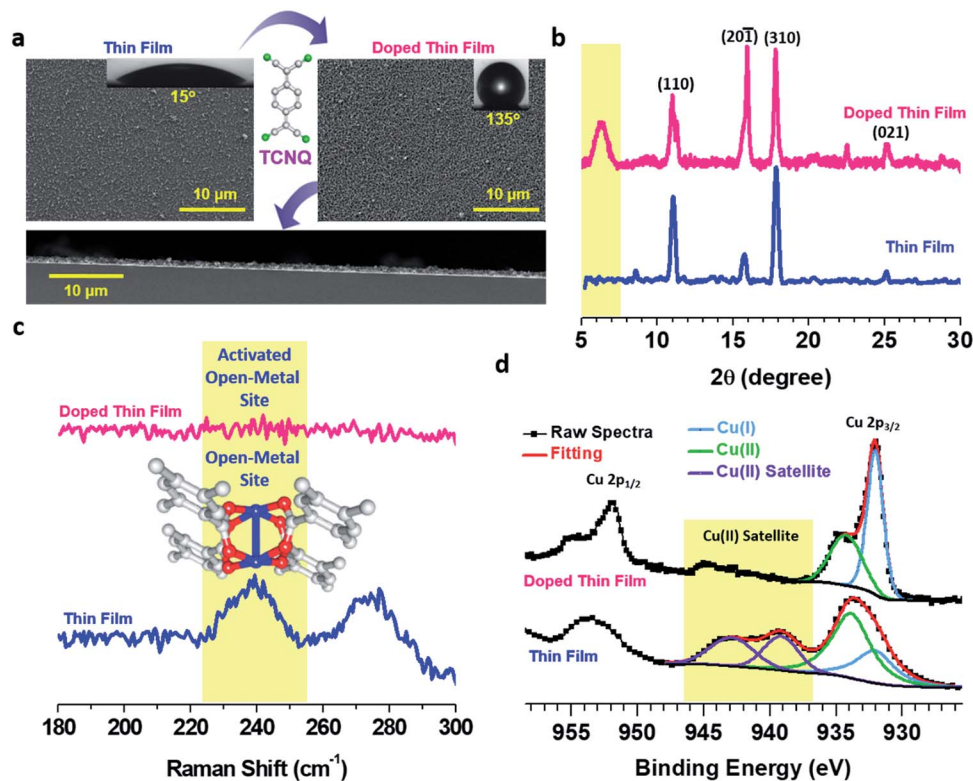 a
Thin Film
Doped Thin Film
15°
135°
TCNQ
10 µm
10 µm
10 µm
b
(110)
(201̅)
(310)
Doped Thin Film
(021)
Thin Film
5 10 15 20 25 30
2θ (degree)
c
Activated
Open-Metal
Site
Doped Thin Film
Open-Metal
Site
Thin Film
180 200 220 240 260 280 300
Raman Shift (cm⁻¹)
d
Raw Spectra
Fitting
Cu(I)
Cu(II)
Cu(II) Satellite
Cu 2p₃/₂
Cu 2p₁/₂
Cu(II) Satellite
Doped Thin Film
Thin Film
955 950 945 940 935 930
Binding Energy (eV)